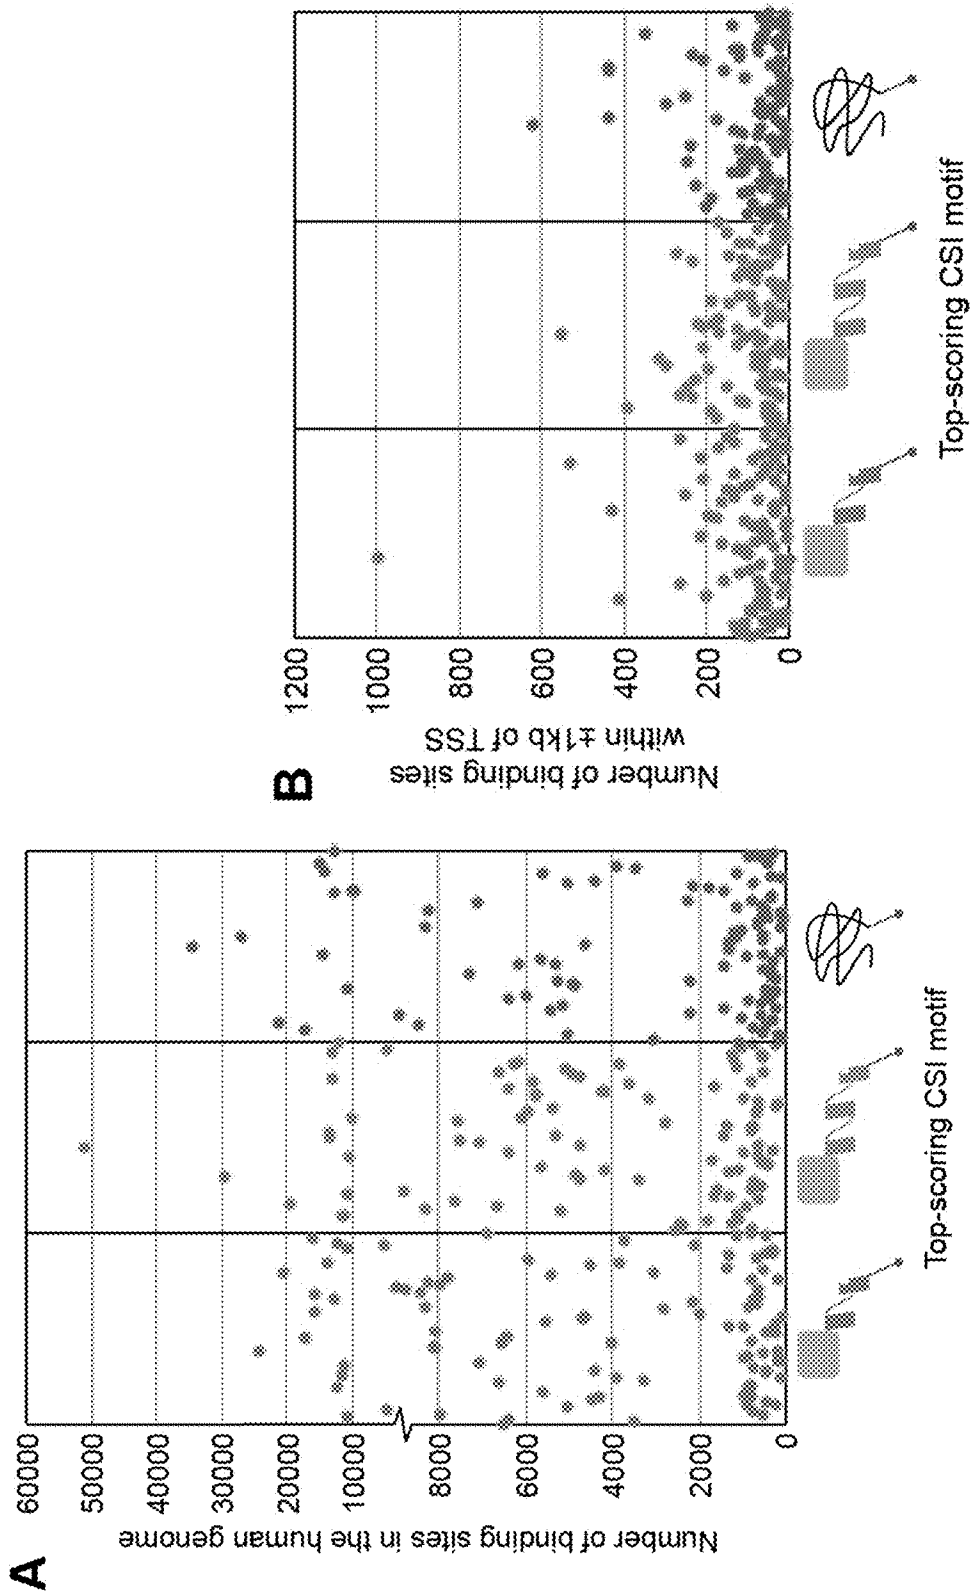 A
Number of binding sites in the human genome
60000
50000
40000
30000
20000
10000
8000
6000
4000
2000
0
Top-scoring CSI motif
B
Number of binding sites
within ±1kb of TSS
1200
1000
800
600
400
200
0
Top-scoring CSI motif